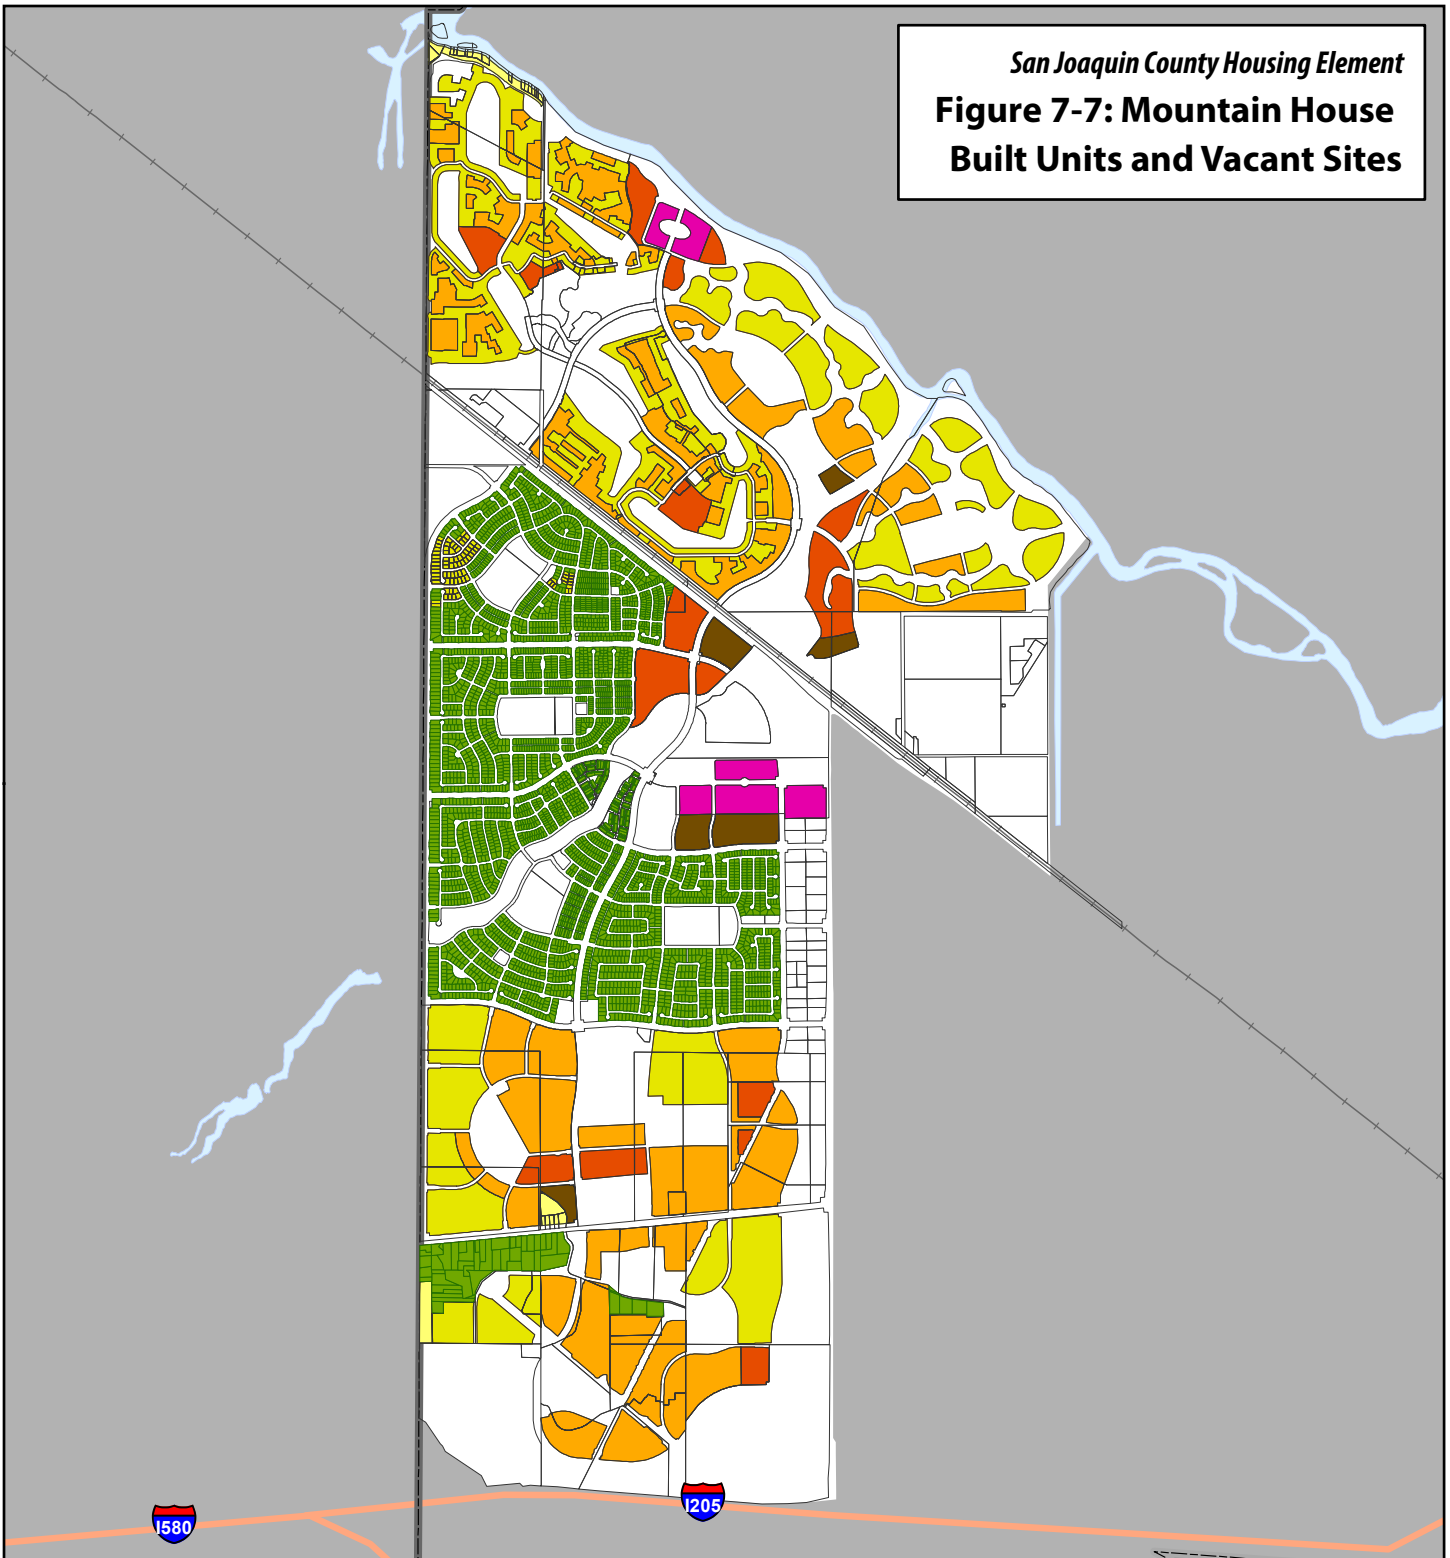 San Joaquin County Housing Element
Figure 7-7: Mountain House
Built Units and Vacant Sites
I205
I580